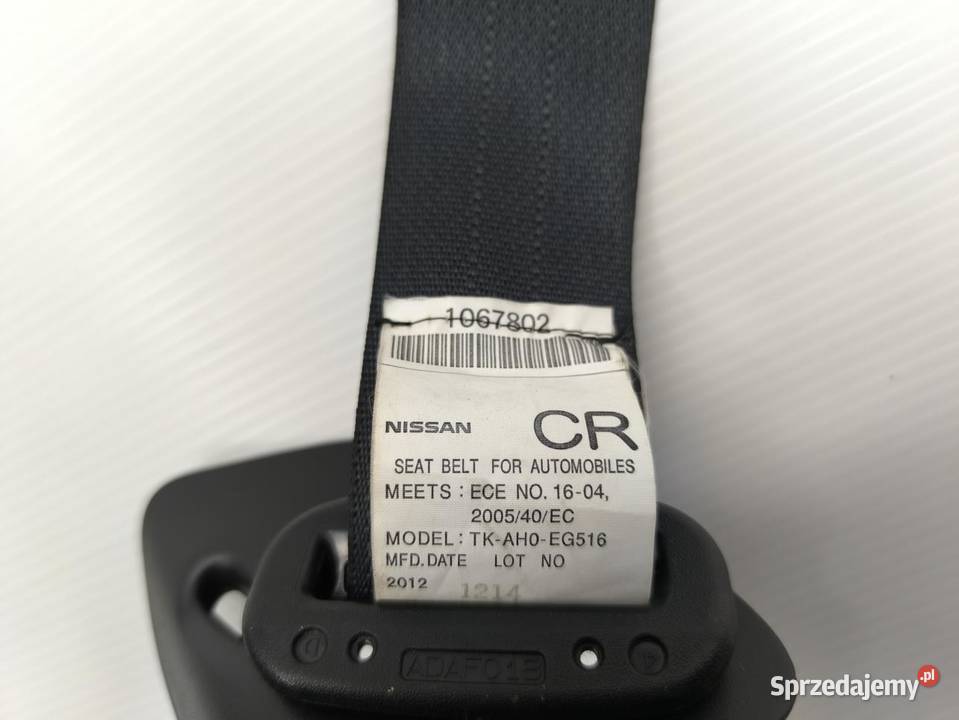 1067802
NISSAN CR
SEAT BELT FOR AUTOMOBILES
MEETS : ECE NO. 16-04,
2005/40/EC
MODEL : TK-AH0-EG516
MFD.DATE LOT NO
2012 1214
D ADAF01B 4
Sprzedajemy.pl